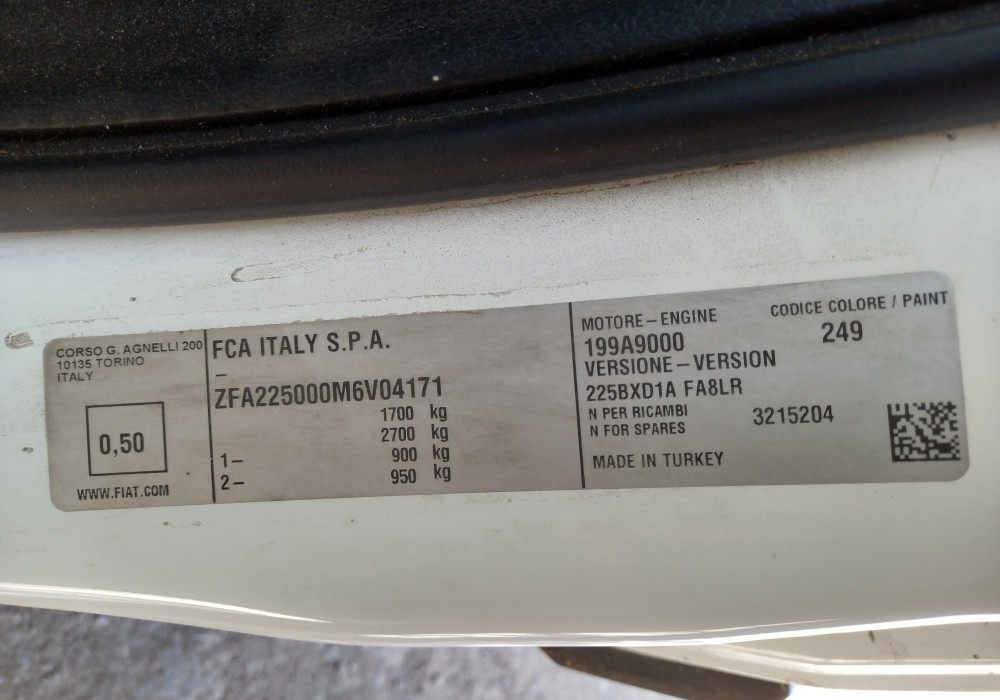 CORSO G. AGNELLI 200
10135 TORINO
ITALY
0,50
WWW.FIAT.COM
FCA ITALY S.P.A.
–
ZFA225000M6V04171
1700 kg
2700 kg
1– 900 kg
2– 950 kg
MOTORE–ENGINE
199A9000
VERSIONE–VERSION
225BXD1A FA8LR
N PER RICAMBI
N FOR SPARES
3215204
MADE IN TURKEY
CODICE COLORE / PAINT
249